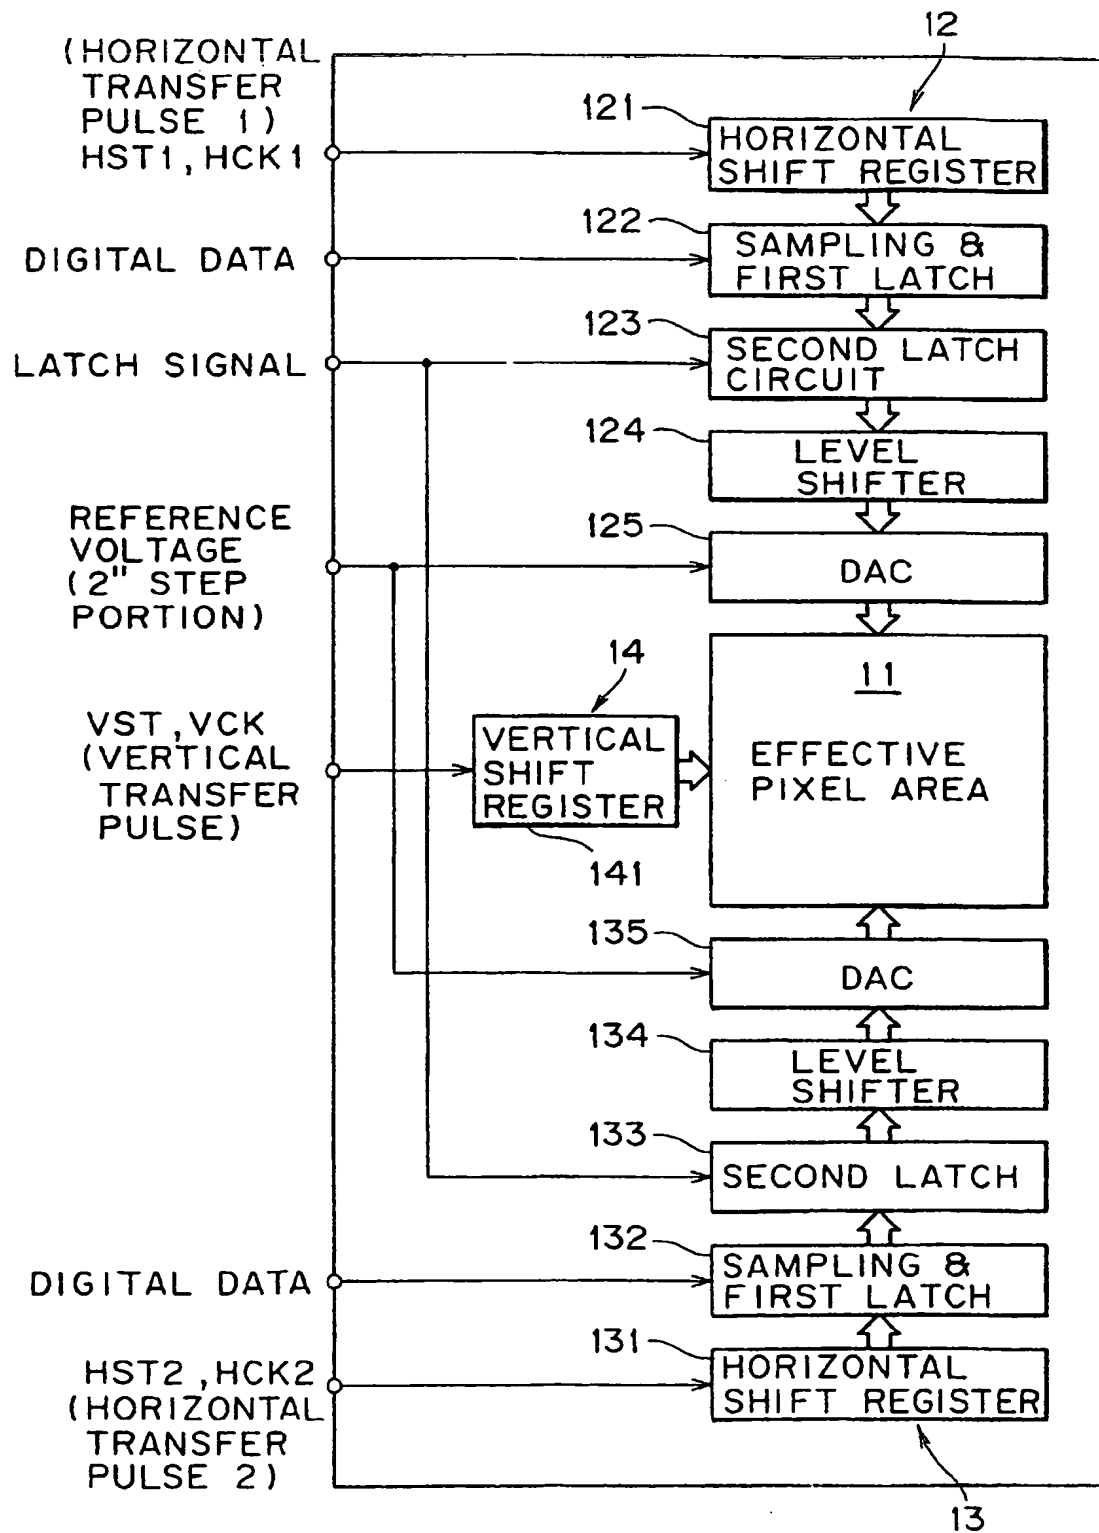 (HORIZONTAL
TRANSFER
PULSE 1)
HST1, HCK1
12
121
HORIZONTAL
SHIFT REGISTER
122
DIGITAL DATA
SAMPLING &
FIRST LATCH
123
LATCH SIGNAL
SECOND LATCH
CIRCUIT
124
LEVEL
SHIFTER
REFERENCE
VOLTAGE
(2" STEP
PORTION)
125
DAC
14
11
VST, VCK
(VERTICAL
TRANSFER
PULSE)
VERTICAL
SHIFT
REGISTER
EFFECTIVE
PIXEL AREA
141
135
DAC
134
LEVEL
SHIFTER
133
SECOND LATCH
132
DIGITAL DATA
SAMPLING &
FIRST LATCH
131
HST2, HCK2
(HORIZONTAL
TRANSFER
PULSE 2)
HORIZONTAL
SHIFT REGISTER
13